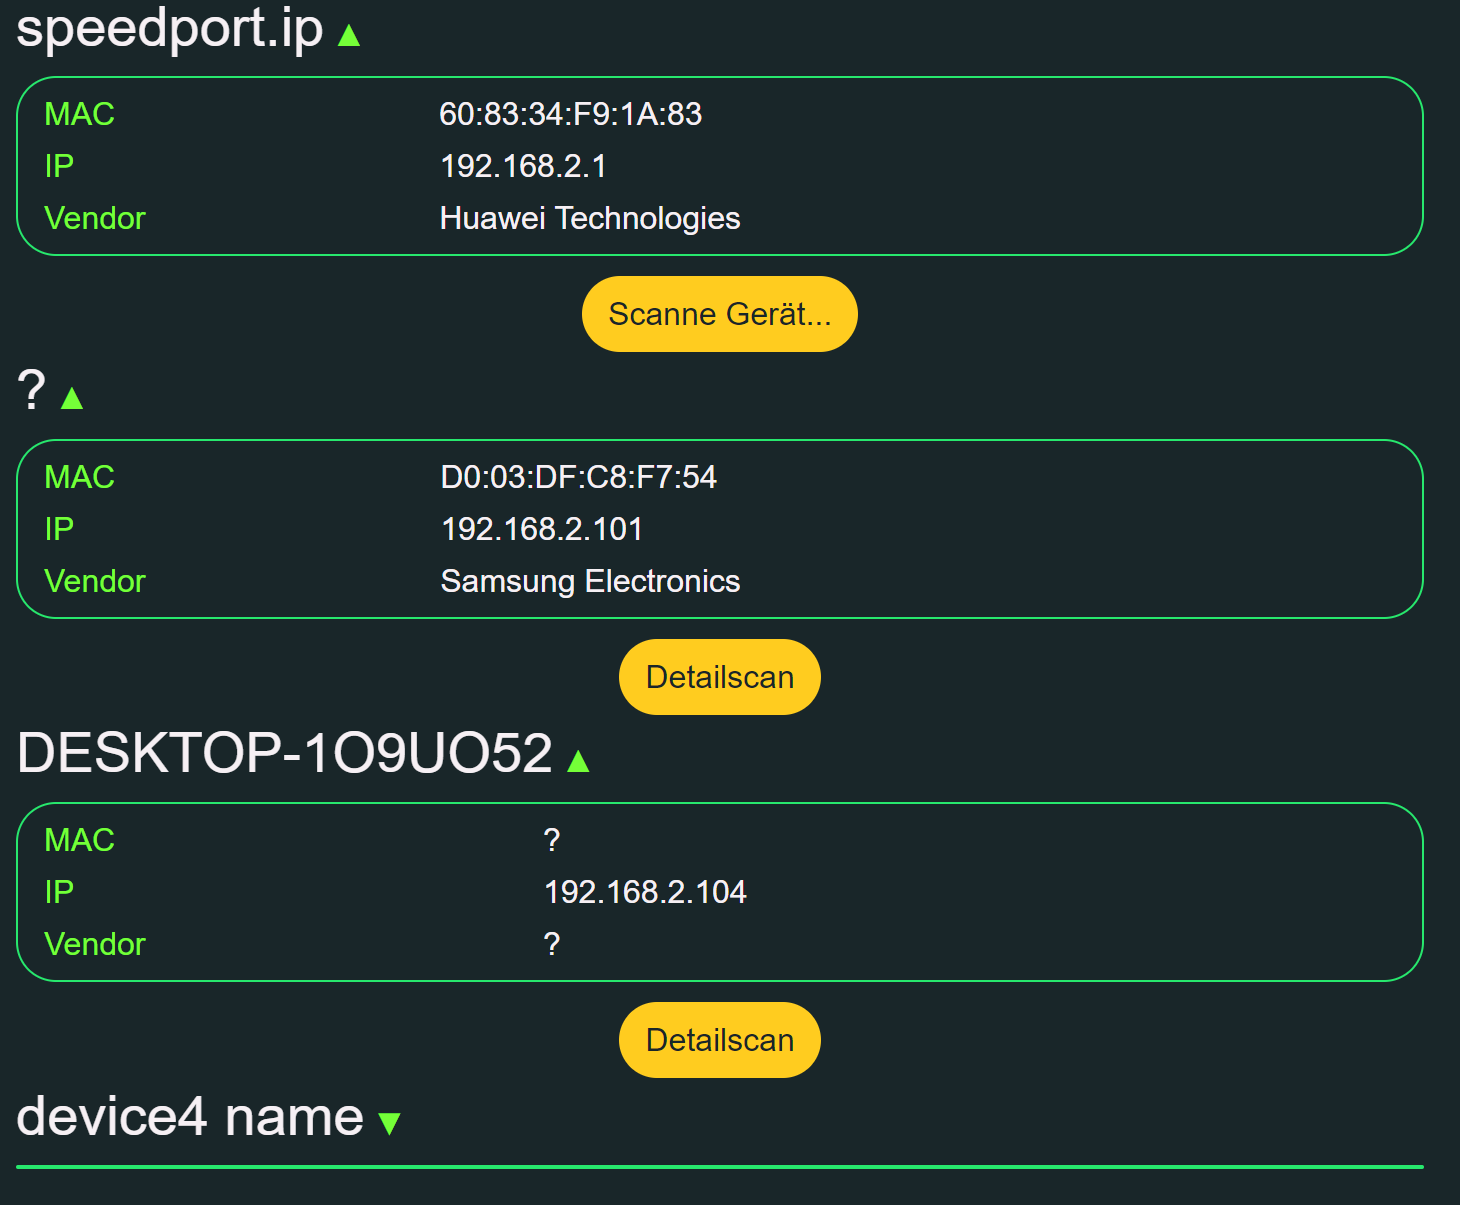 speedport.ip ▲
MAC 60:83:34:F9:1A:83
IP 192.168.2.1
Vendor Huawei Technologies
Scanne Gerät...
? ▲
MAC D0:03:DF:C8:F7:54
IP 192.168.2.101
Vendor Samsung Electronics
Detailscan
DESKTOP-1O9UO52 ▲
MAC ?
IP 192.168.2.104
Vendor ?
Detailscan
device4 name ▼